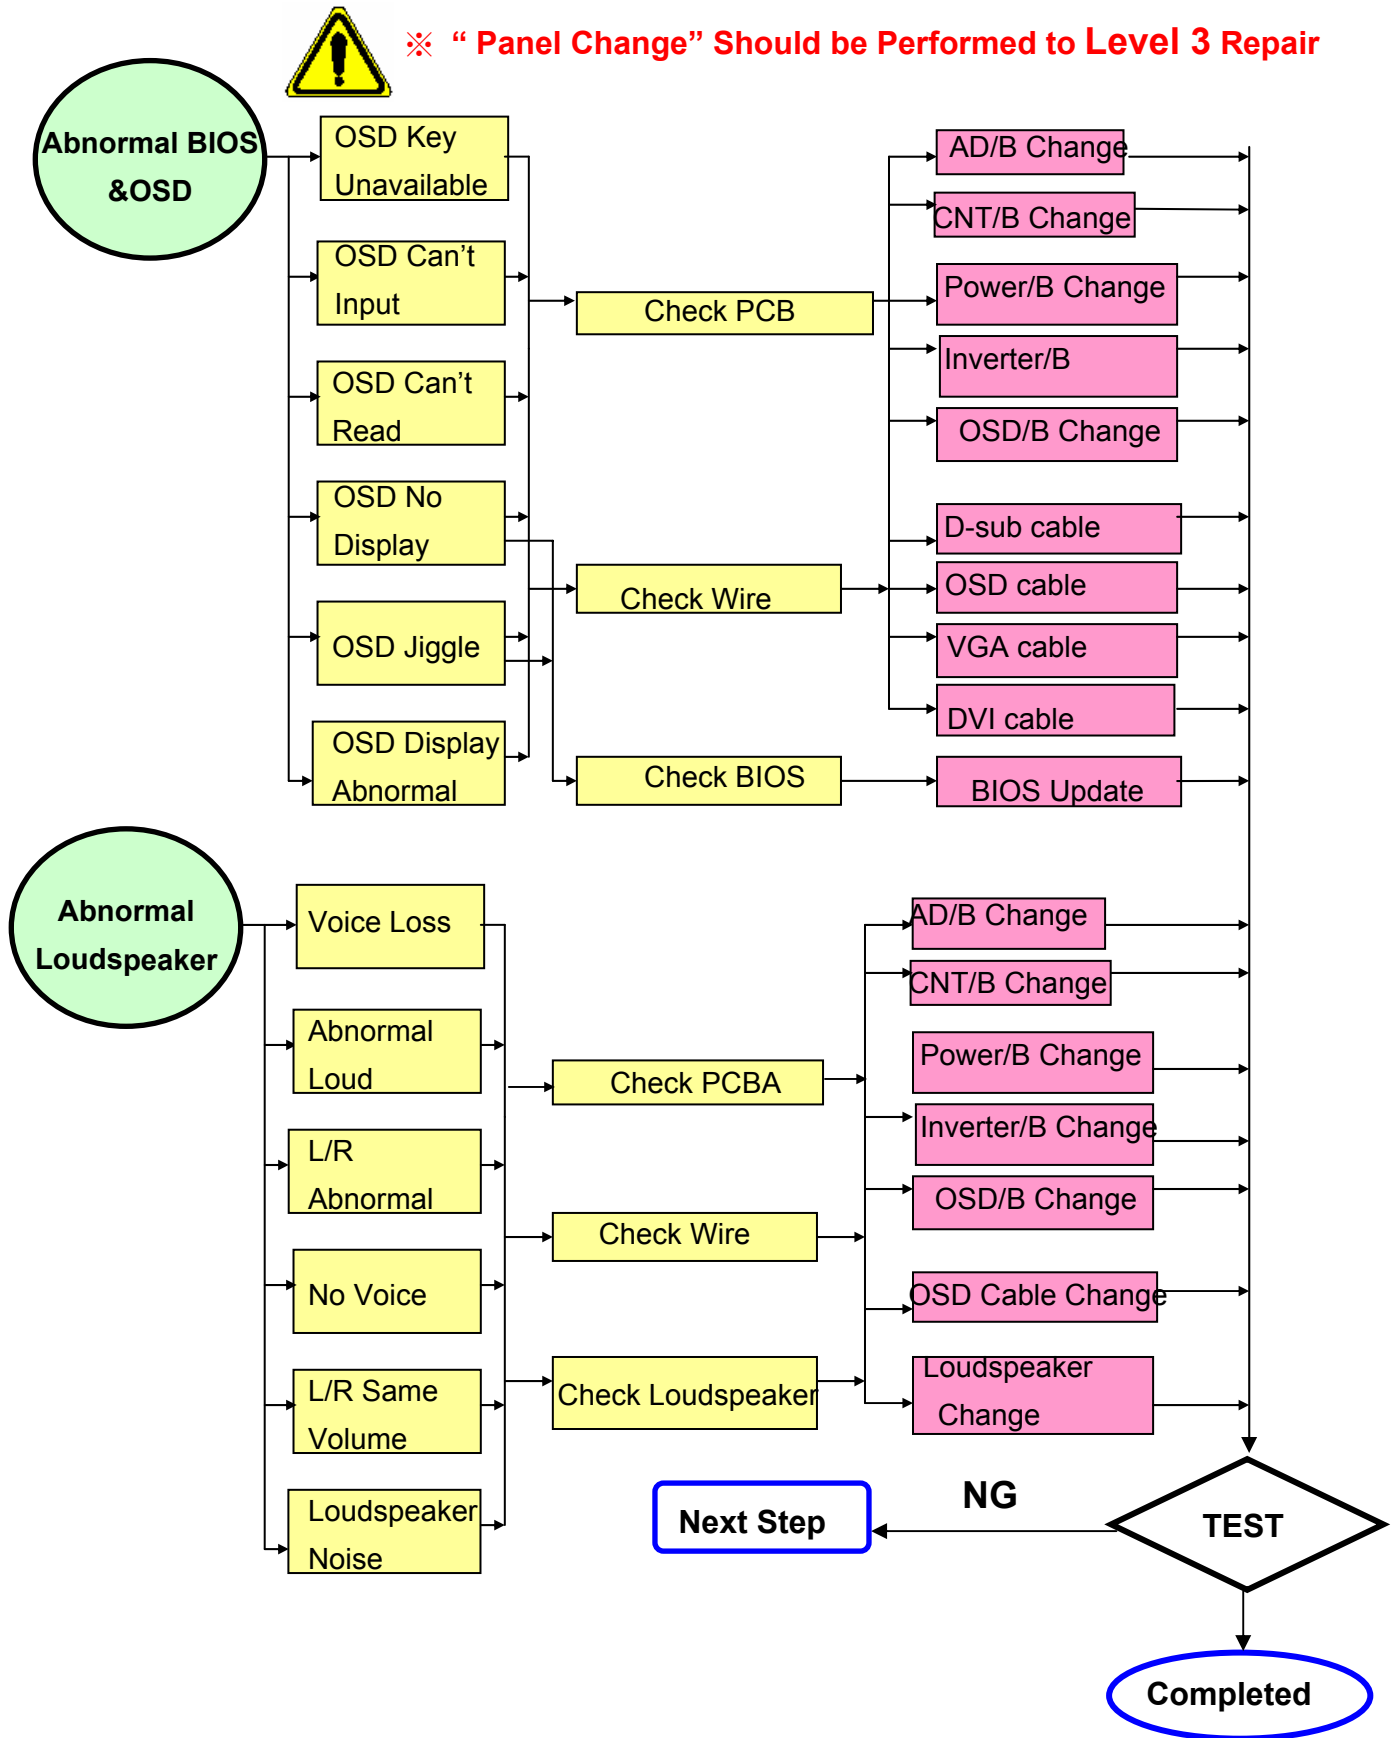 ※ “ Panel Change” Should be Performed to Level 3 Repair
Abnormal BIOS
&OSD
OSD Key
Unavailable
OSD Can’t
Input
OSD Can’t
Read
OSD No
Display
OSD Jiggle
OSD Display
Abnormal
Check PCB
Check Wire
Check BIOS
AD/B Change
CNT/B Change
Power/B Change
Inverter/B
OSD/B Change
D-sub cable
OSD cable
VGA cable
DVI cable
BIOS Update
Abnormal
Loudspeaker
Voice Loss
Abnormal
Loud
L/R
Abnormal
No Voice
L/R Same
Volume
Loudspeaker
Noise
Check PCBA
Check Wire
Check Loudspeaker
AD/B Change
CNT/B Change
Power/B Change
Inverter/B Change
OSD/B Change
OSD Cable Change
Loudspeaker
Change
TEST
NG
Next Step
Completed